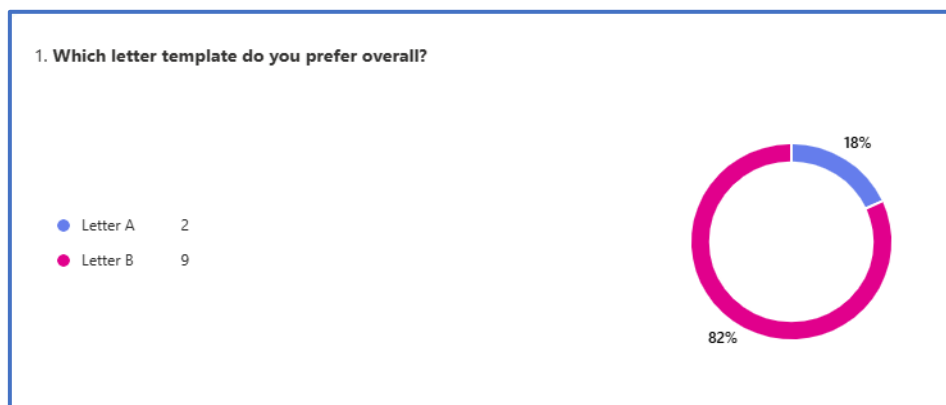 1. Which letter template do you prefer overall?
18%
Letter A 2
Letter B 9
82%